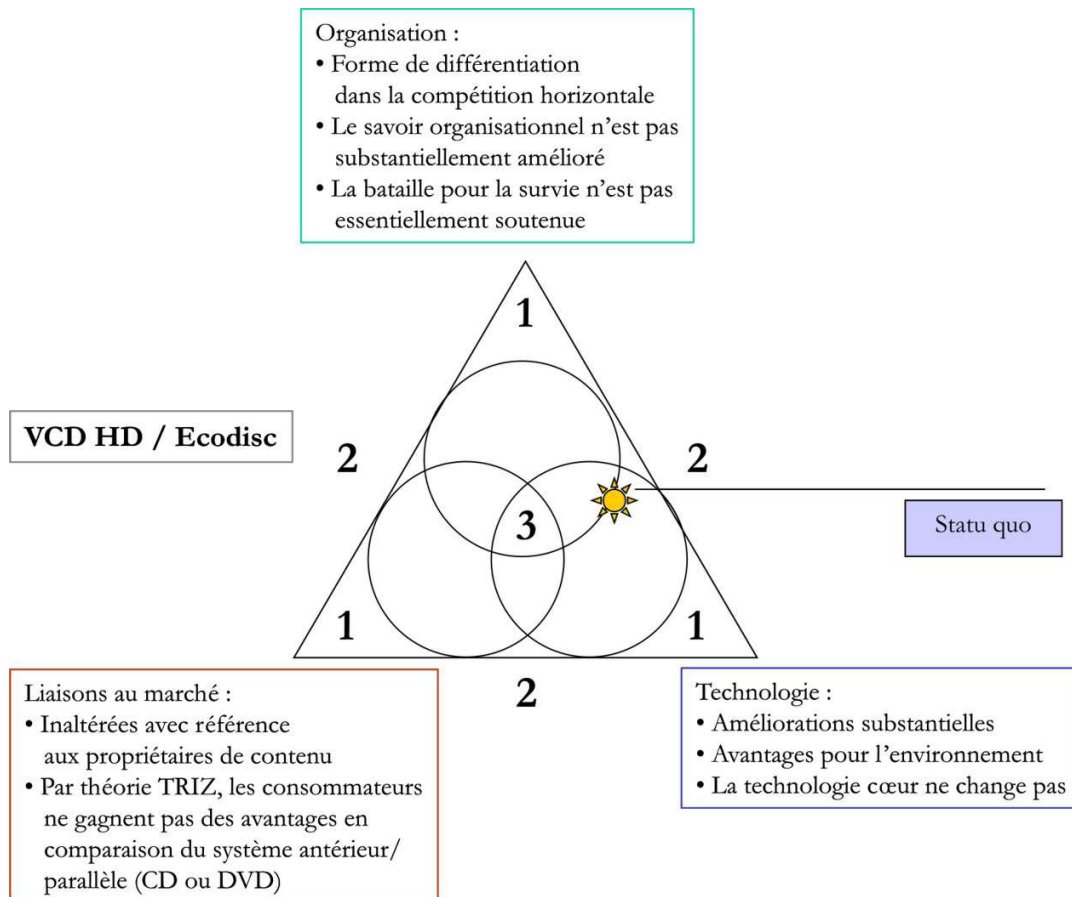 Organisation :
• Forme de différentiation
dans la compétition horizontale
• Le savoir organisationnel n’est pas
substantiellement amélioré
• La bataille pour la survie n’est pas
essentiellement soutenue
1
VCD HD / Ecodisc
2
2
3
Statu quo
1
1
2
Liaisons au marché :
• Inaltérées avec référence
aux propriétaires de contenu
• Par théorie TRIZ, les consommateurs
ne gagnent pas des avantages en
comparaison du système antérieur/
parallèle (CD ou DVD)
Technologie :
• Améliorations substantielles
• Avantages pour l’environnement
• La technologie cœur ne change pas